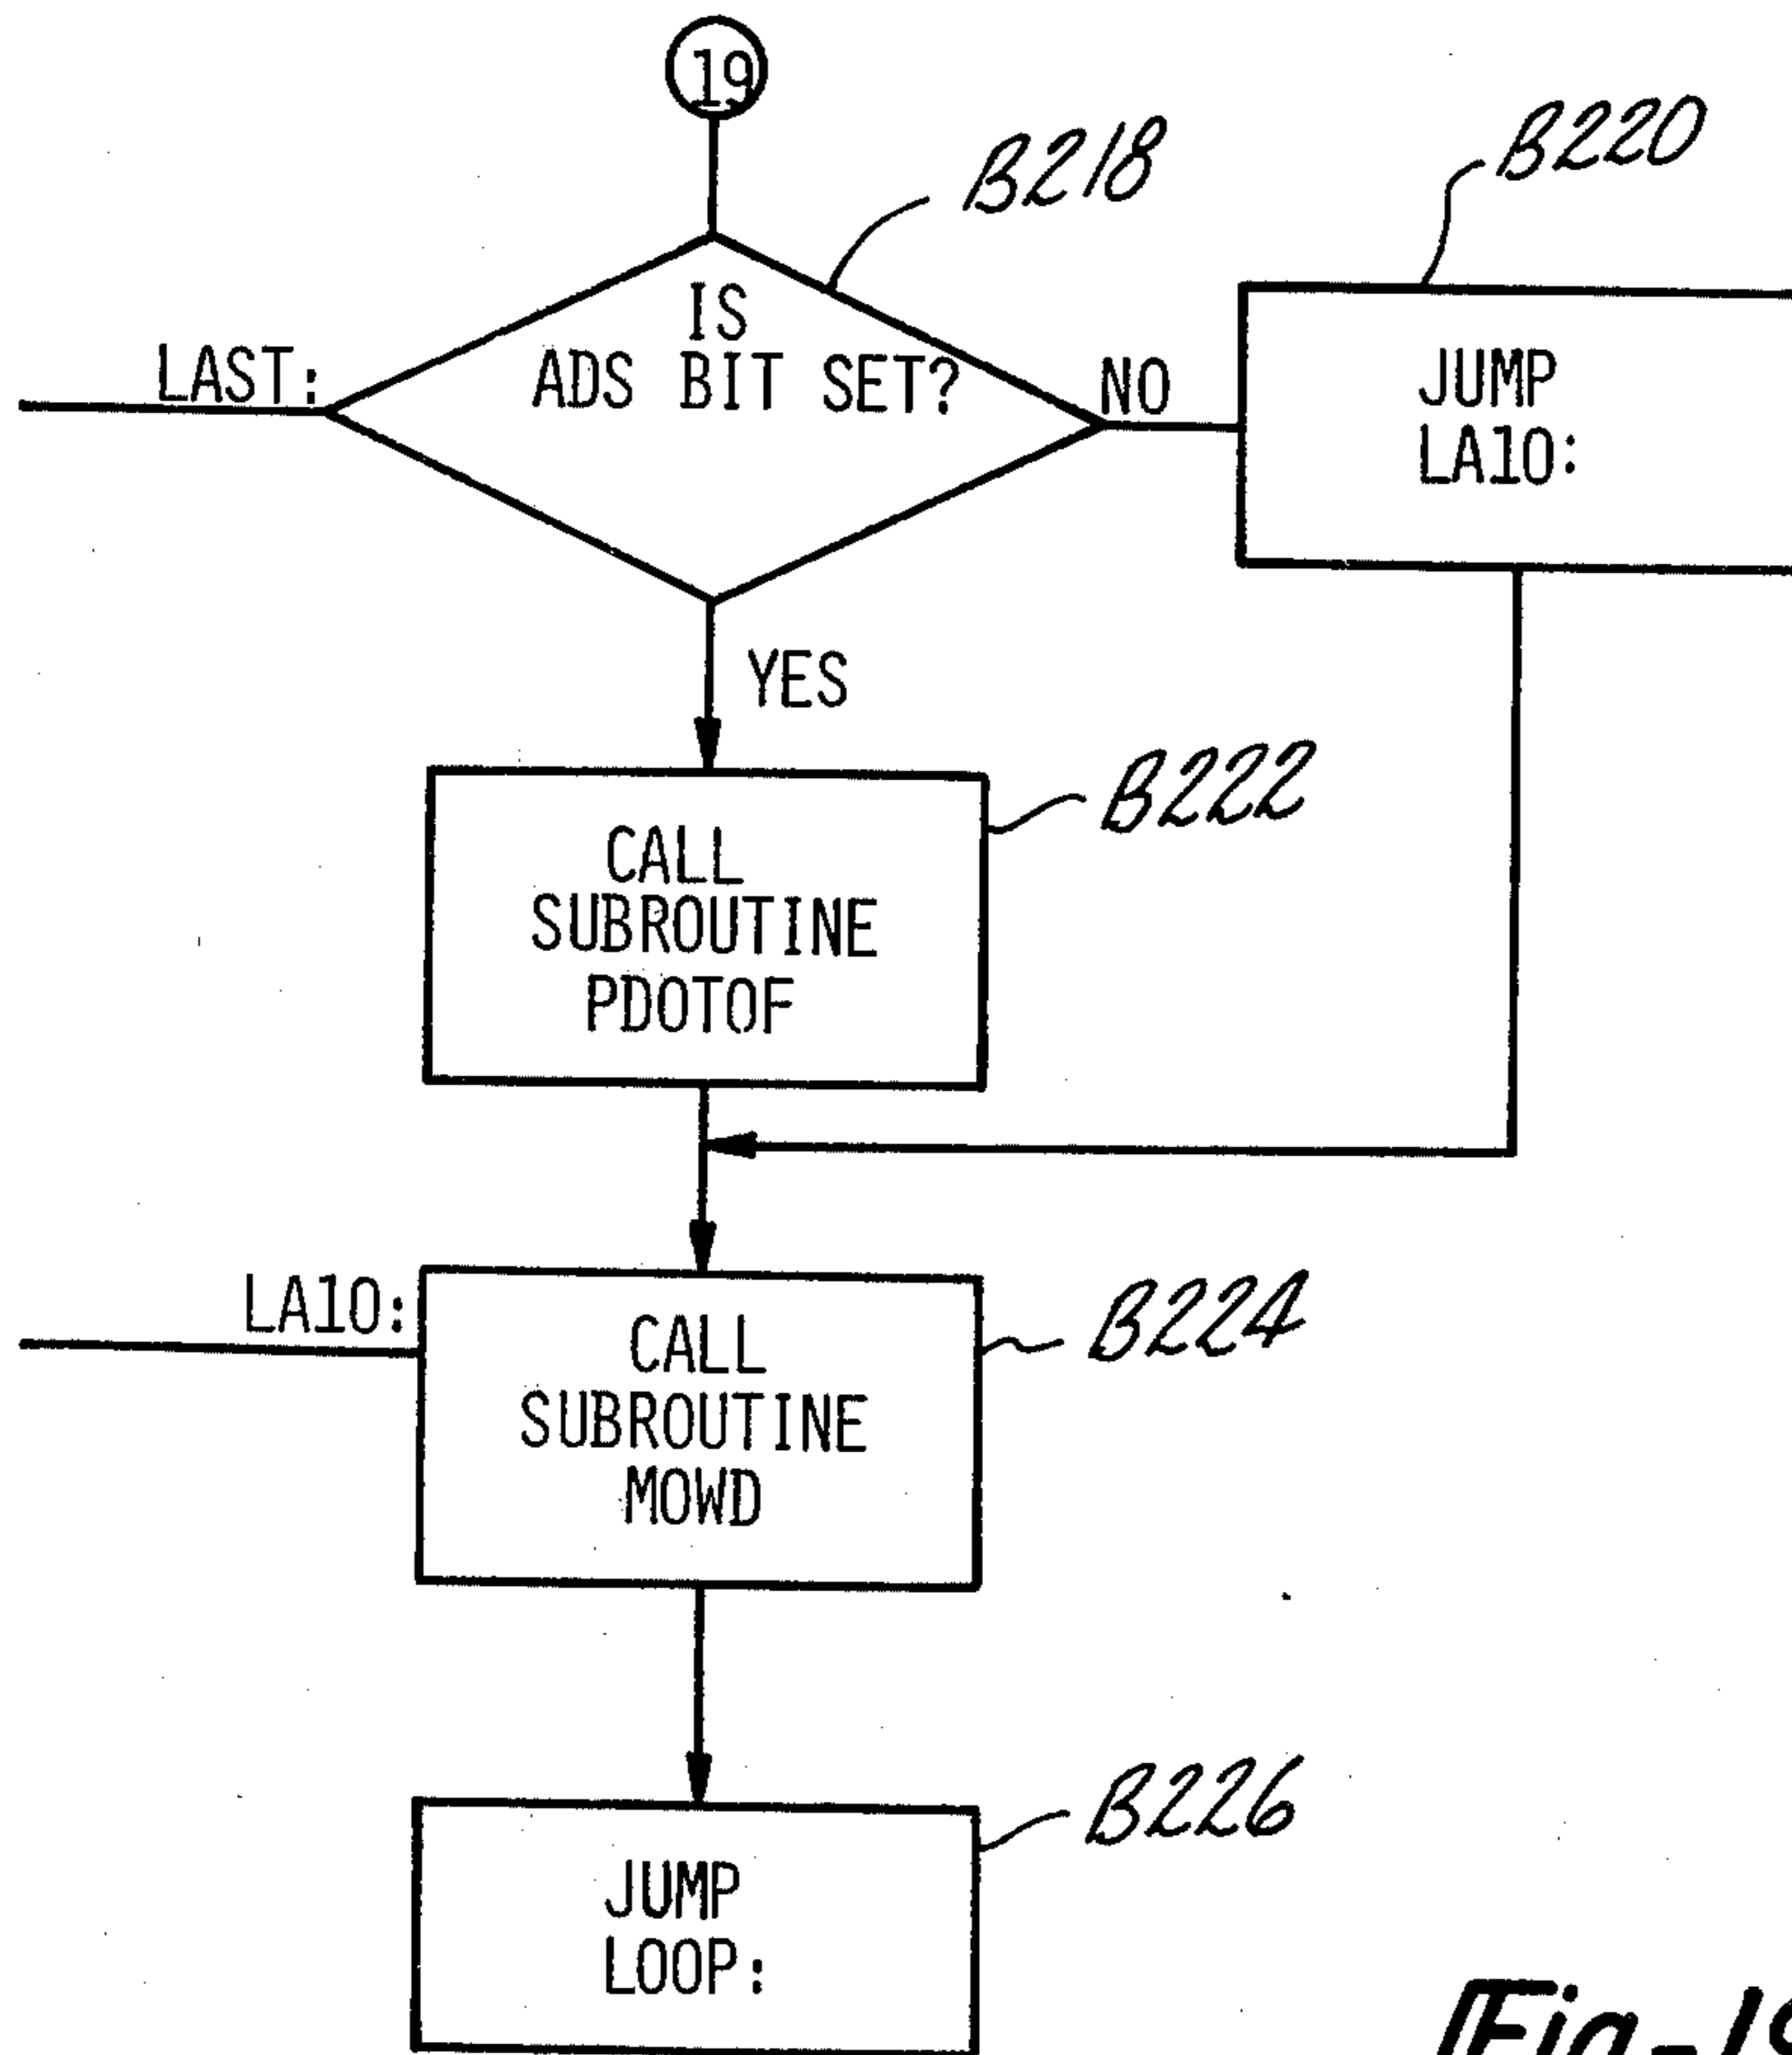 19
B218
B220
IS
ADS BIT SET?
LAST:
NO
JUMP
LA10:
YES
B222
CALL
SUBROUTINE
PDOTOF
LA10:
B224
CALL
SUBROUTINE
MOWD
B226
JUMP
LOOP: